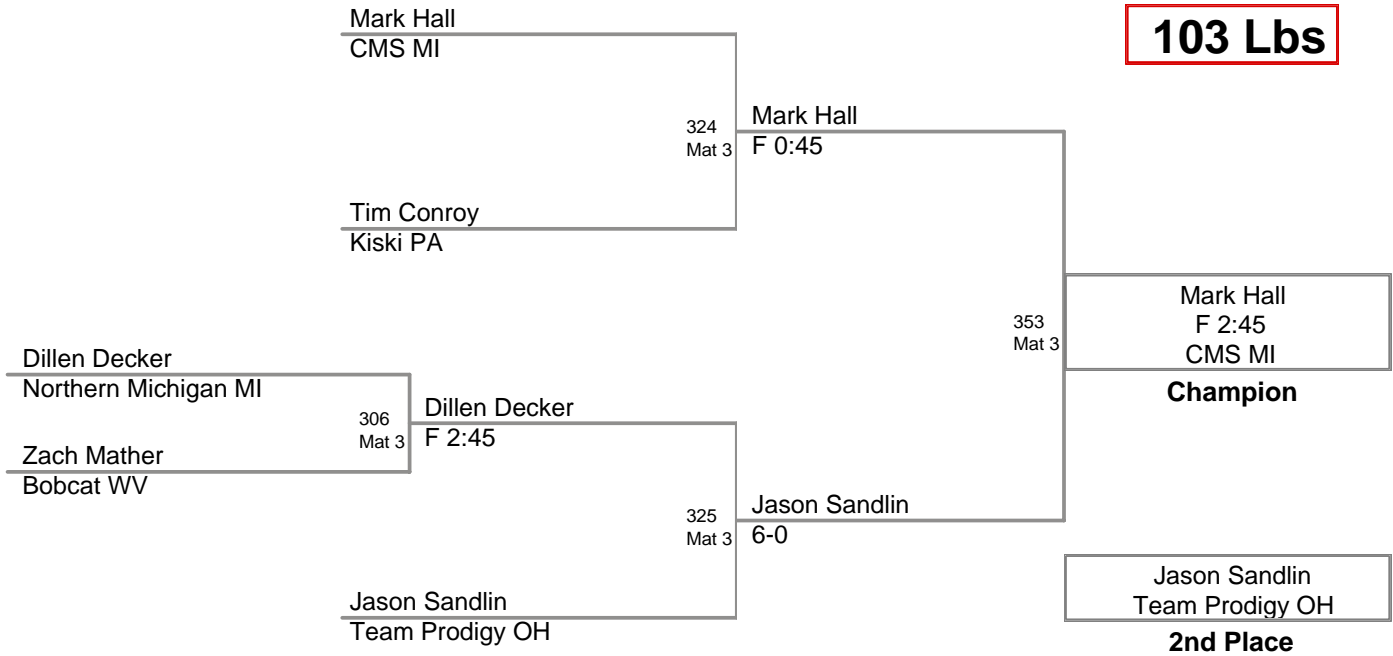 Mark Hall
CMS MI
103 Lbs
324
Mat 3
Mark Hall
F 0:45
Tim Conroy
Kiski PA
353
Mat 3
Mark Hall
F 2:45
CMS MI
Champion
Dillen Decker
Northern Michigan MI
306
Mat 3
Dillen Decker
F 2:45
Zach Mather
Bobcat WV
325
Mat 3
Jason Sandlin
6-0
Jason Sandlin
Team Prodigy OH
Jason Sandlin
Team Prodigy OH
2nd Place